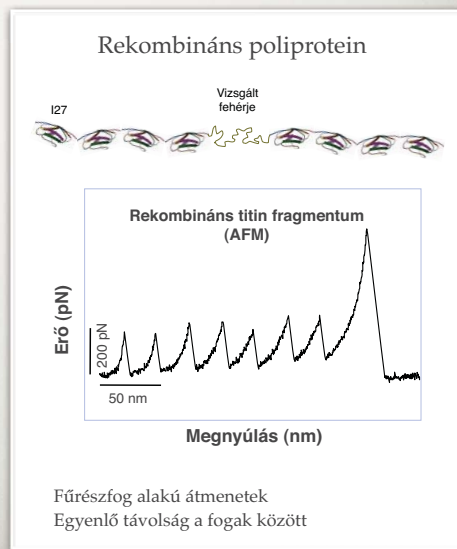 Rekombináns poliprotein
I27
Vizsgált
fehérje
Rekombináns titin fragmentum
(AFM)
Erő (pN)
200 pN
50 nm
Megnyúlás (nm)
Fűrészfog alakú átmenetek
Egyenlő távolság a fogak között